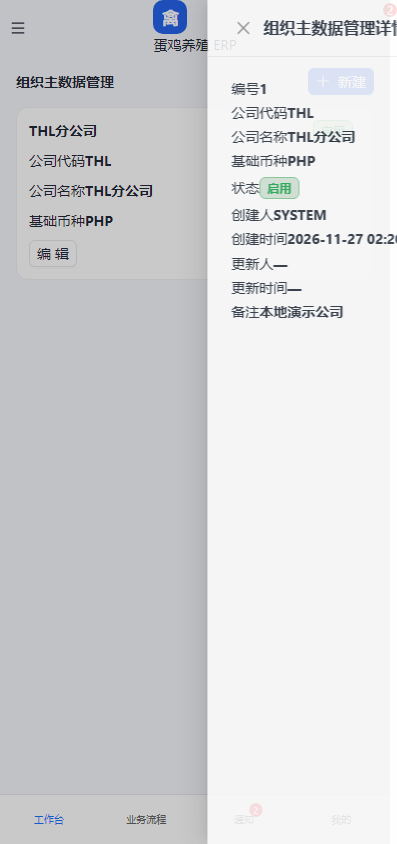 禽
2
蛋鸡养殖 ERP
组织主数据管理详情
组织主数据管理
新建
THL分公司
公司代码THL
公司名称THL分公司
基础币种PHP
编 辑
编号1
公司代码THL
公司名称THL分公司
基础币种PHP
状态启用
创建人SYSTEM
创建时间2026-11-27 02:20
更新人—
更新时间—
备注本地演示公司
工作台
业务流程
通知
2
我的